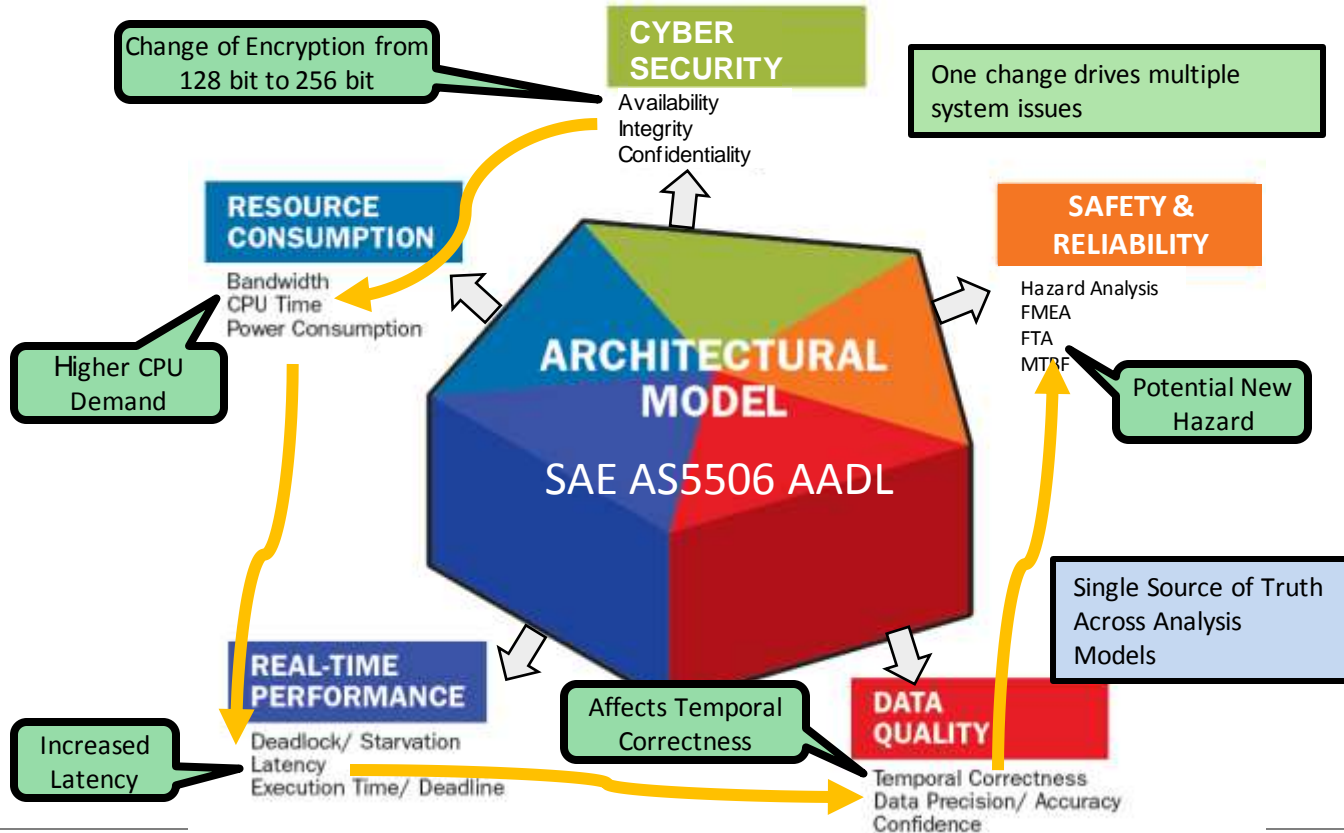 Change of Encryption from
128 bit to 256 bit
CYBER
SECURITY
Availability
Integrity
Confidentiality
One change drives multiple
system issues
RESOURCE
CONSUMPTION
Bandwidth
CPU Time
Power Consumption
Higher CPU
Demand
SAFETY &
RELIABILITY
Hazard Analysis
FMEA
FTA
MTBF
Potential New
Hazard
ARCHITECTURAL
MODEL
SAE AS5506 AADL
Single Source of Truth
Across Analysis
Models
REAL-TIME
PERFORMANCE
Deadlock/ Starvation
Latency
Execution Time/ Deadline
Increased
Latency
Affects Temporal
Correctness
DATA
QUALITY
Temporal Correctness
Data Precision/ Accuracy
Confidence